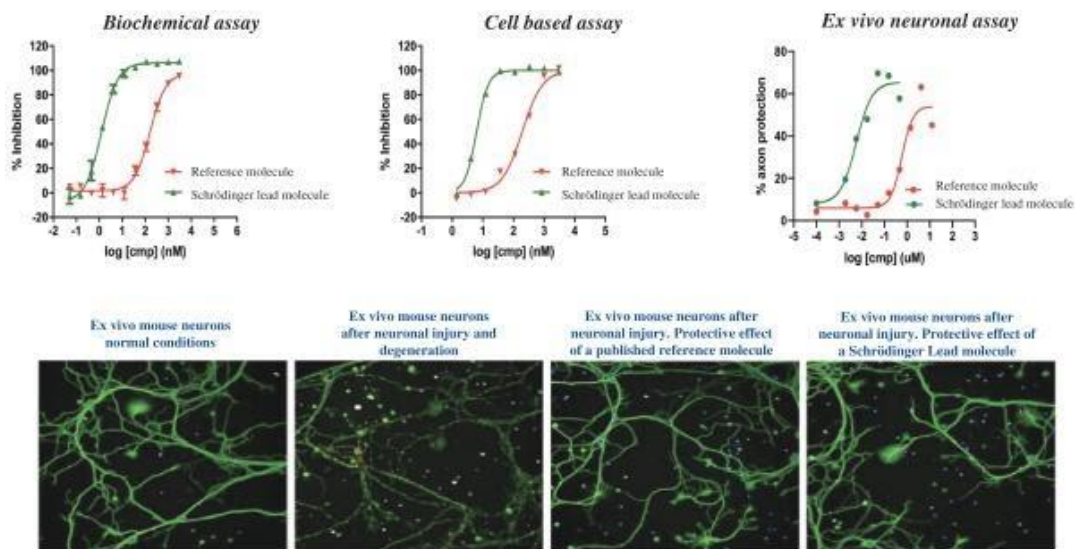 Biochemical assay
120
100
80
60
40
20
0
-20
% Inhibition
-2 -1 0 1 2 3 4 5 6
log [cmp] (nM)
Reference molecule
Schrödinger lead molecule
Cell based assay
120
100
80
60
40
20
0
-20
% Inhibition
0 1 2 3 4 5
log [cmp] (nM)
Reference molecule
Schrödinger lead molecule
Ex vivo neuronal assay
80
60
40
20
0
% axon protection
-5 -4 -3 -2 -1 0 1 2 3
log [cmp] (uM)
Reference molecule
Schrödinger lead molecule
Ex vivo mouse neurons
normal conditions
Ex vivo mouse neurons
after neuronal injury and
degeneration
Ex vivo mouse neurons after
neuronal injury. Protective effect
of a published reference molecule
Ex vivo mouse neurons after
neuronal injury. Protective effect of
a Schrödinger Lead molecule